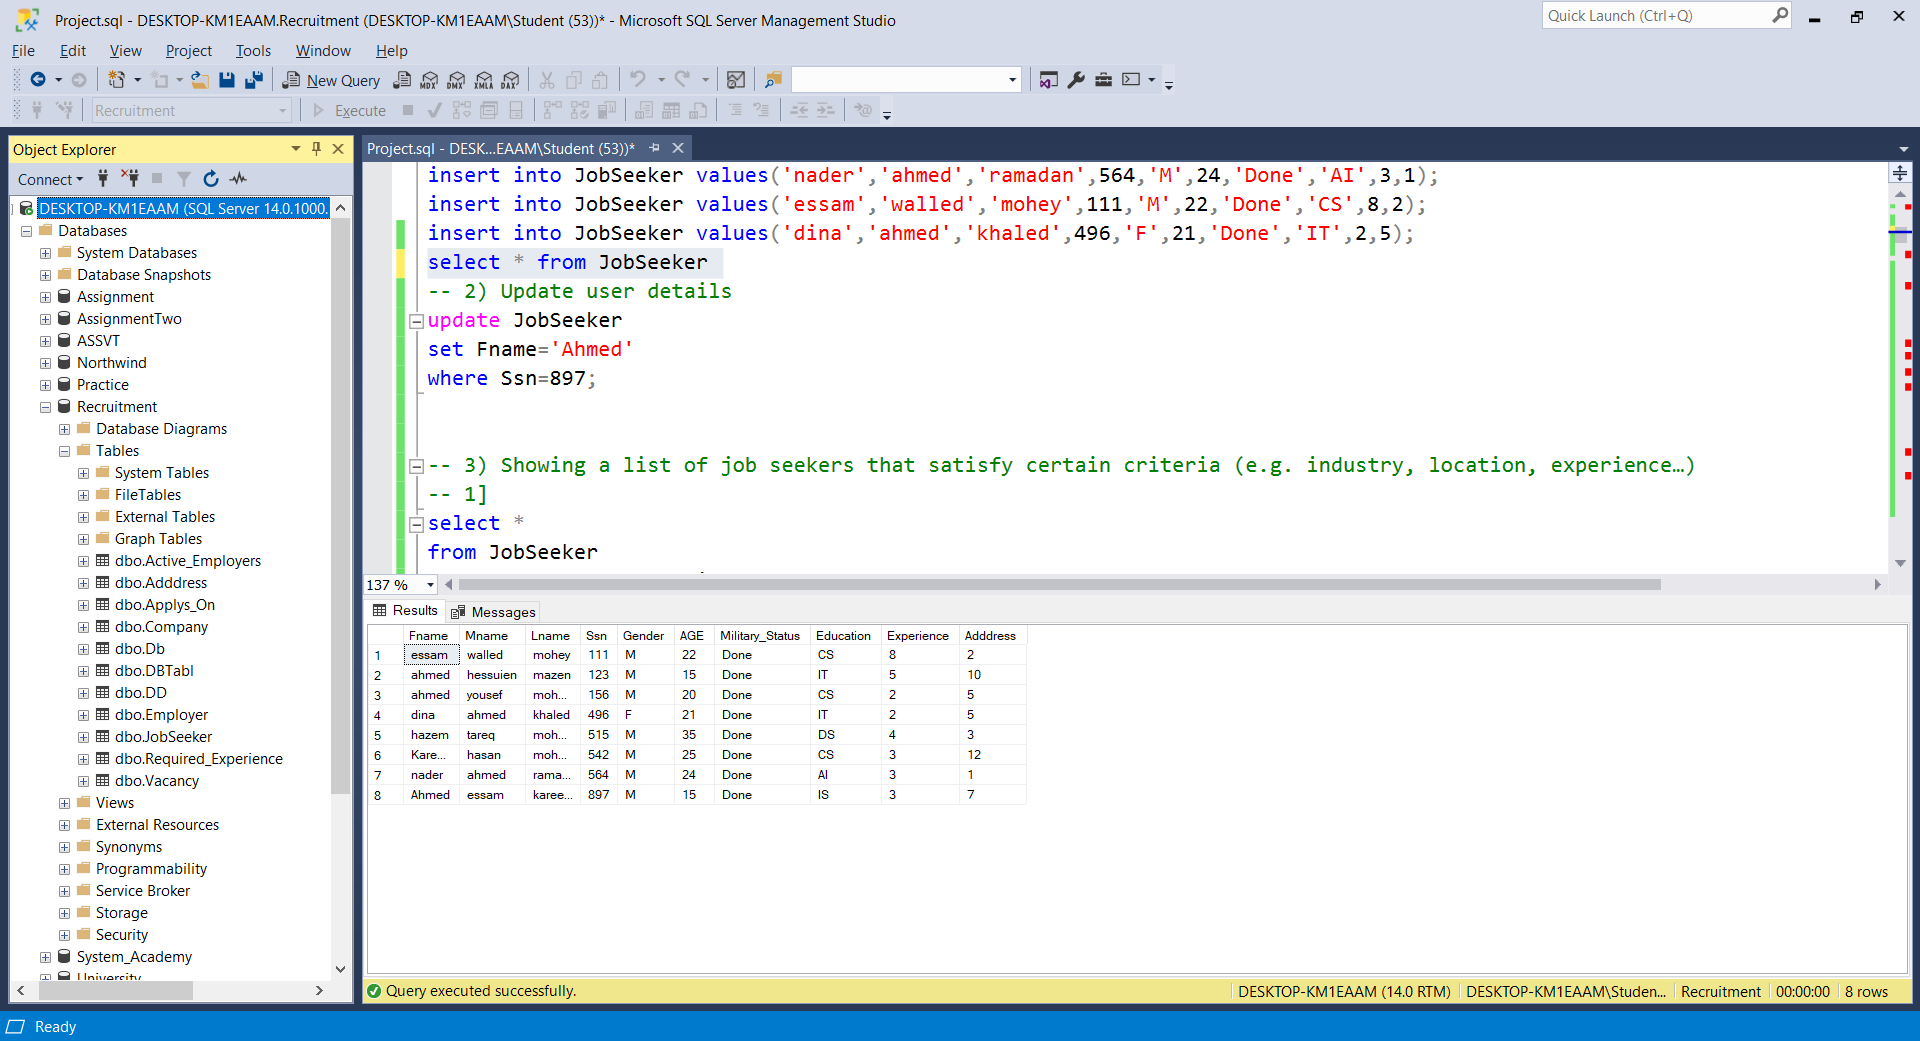 Project.sql - DESKTOP-KM1EAAM.Recruitment (DESKTOP-KM1EAAM\Student (53))* - Microsoft SQL Server Management Studio
Quick Launch (Ctrl+Q)
File Edit View Project Tools Window Help
New Query MDX DMX XMLA DAX
Recruitment Execute
Object Explorer
Connect
DESKTOP-KM1EAAM (SQL Server 14.0.1000.
Databases
System Databases
Database Snapshots
Assignment
AssignmentTwo
ASSVT
Northwind
Practice
Recruitment
Database Diagrams
Tables
System Tables
FileTables
External Tables
Graph Tables
dbo.Active_Employers
dbo.Adddress
dbo.Applys_On
dbo.Company
dbo.Db
dbo.DBTabl
dbo.DD
dbo.Employer
dbo.JobSeeker
dbo.Required_Experience
dbo.Vacancy
Views
External Resources
Synonyms
Programmability
Service Broker
Storage
Security
System_Academy
University
Project.sql - DESK...EAAM\Student (53))*
insert into JobSeeker values('nader','ahmed','ramadan',564,'M',24,'Done','AI',3,1);
insert into JobSeeker values('essam','walled','mohey',111,'M',22,'Done','CS',8,2);
insert into JobSeeker values('dina','ahmed','khaled',496,'F',21,'Done','IT',2,5);
select * from JobSeeker
-- 2) Update user details
update JobSeeker
set Fname='Ahmed'
where Ssn=897;
-- 3) Showing a list of job seekers that satisfy certain criteria (e.g. industry, location, experience…)
-- 1]
select *
from JobSeeker
137 %
Results Messages
Fname Mname Lname Ssn Gender AGE Military_Status Education Experience Adddress
1 essam walled mohey 111 M 22 Done CS 8 2
2 ahmed hessuien mazen 123 M 15 Done IT 5 10
3 ahmed yousef moh... 156 M 20 Done CS 2 5
4 dina ahmed khaled 496 F 21 Done IT 2 5
5 hazem tareq moh... 515 M 35 Done DS 4 3
6 Kare... hasan moh... 542 M 25 Done CS 3 12
7 nader ahmed rama... 564 M 24 Done AI 3 1
8 Ahmed essam karee... 897 M 15 Done IS 3 7
Query executed successfully.
DESKTOP-KM1EAAM (14.0 RTM) DESKTOP-KM1EAAM\Studen... Recruitment 00:00:00 8 rows
Ready